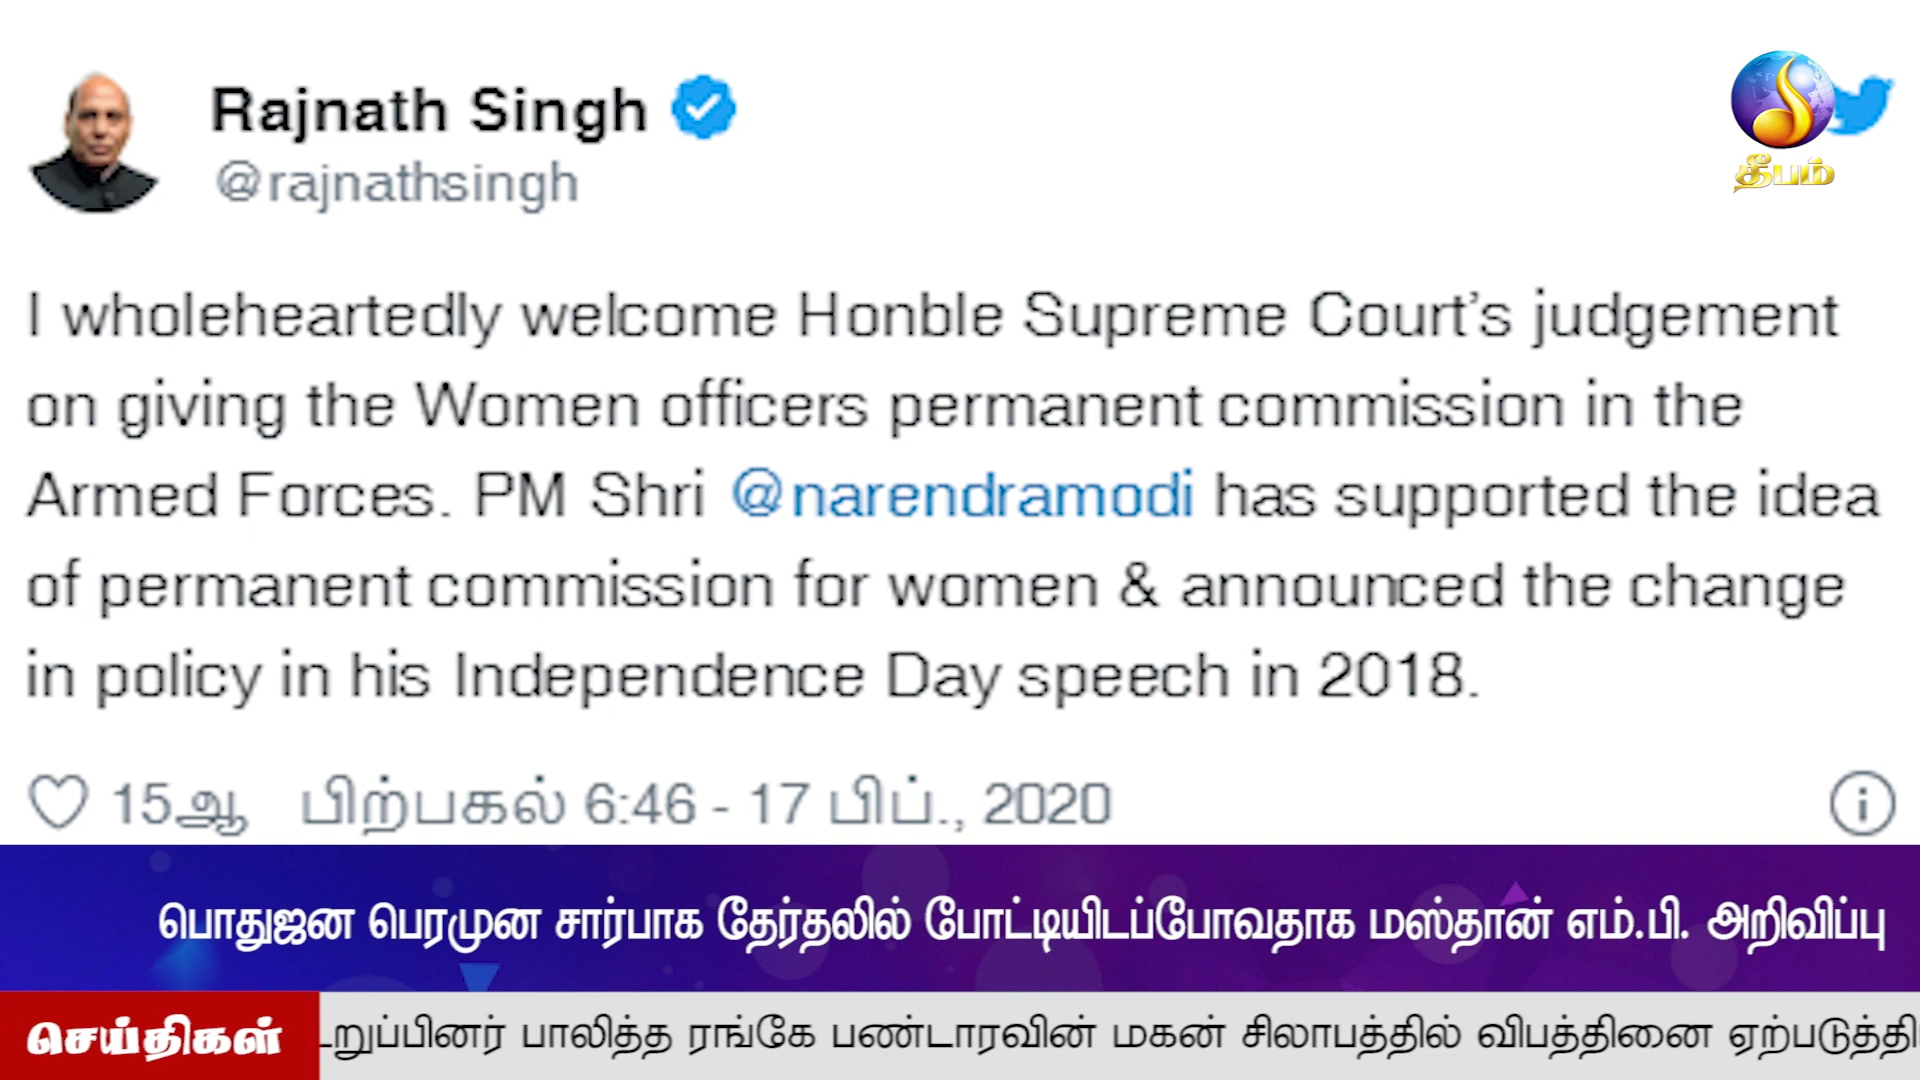 Rajnath Singh
@rajnathsingh
தீபம்
I wholeheartedly welcome Honble Supreme Court's judgement
on giving the Women officers permanent commission in the
Armed Forces. PM Shri @narendramodi has supported the idea
of permanent commission for women & announced the change
in policy in his Independence Day speech in 2018.
15ஆ பிற்பகல் 6:46 - 17 பிப்., 2020
பொதுஜன பெரமுன சார்பாக தேர்தலில் போட்டியிடப்போவதாக மஸ்தான் எம்.பி. அறிவிப்பு
செய்திகள் றுப்பினர் பாலித்த ரங்கே பண்டாரவின் மகன் சிலாபத்தில் விபத்தினை ஏற்படுத்தி